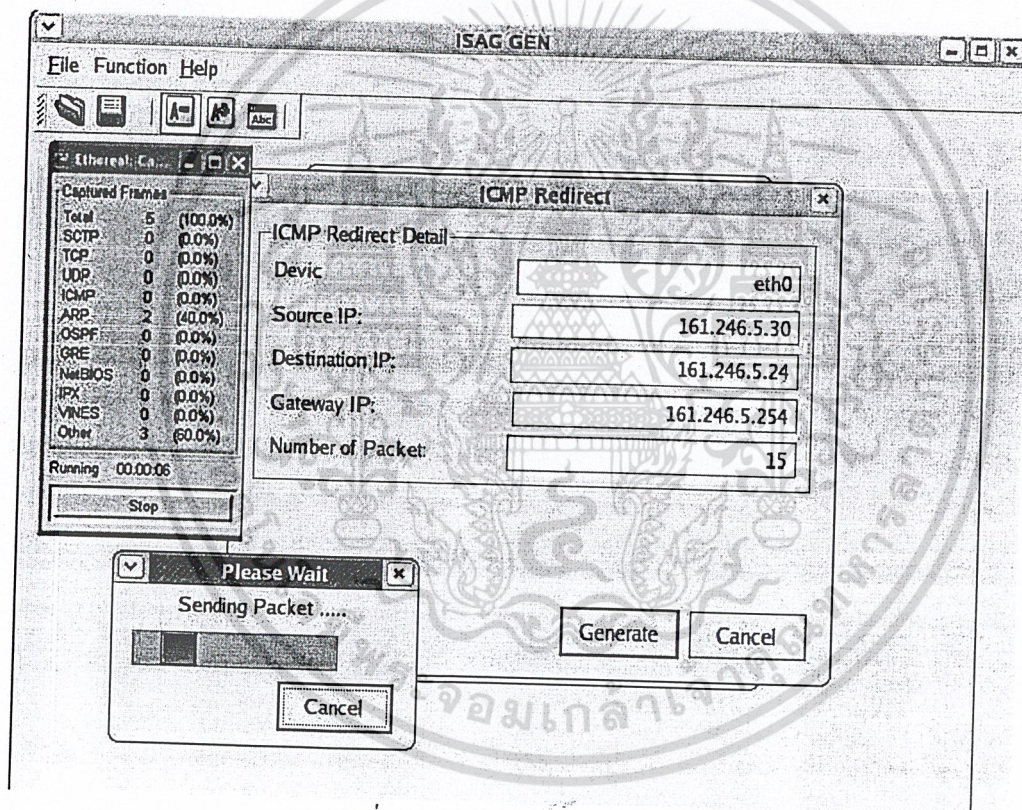 ISAG GEN
File Function Help
Abc
Ethereal: Ca...
Captured Frames
Total 5 (100.0%)
SCTP 0 (0.0%)
TCP 0 (0.0%)
UDP 0 (0.0%)
ICMP 0 (0.0%)
ARP 2 (40.0%)
OSPF 0 (0.0%)
GRE 0 (0.0%)
NetBIOS 0 (0.0%)
IPX 0 (0.0%)
VINES 0 (0.0%)
Other 3 (60.0%)
Running 00:00:06
Stop
ICMP Redirect
ICMP Redirect Detail
Devic eth0
Source IP: 161.246.5.30
Destination IP: 161.246.5.24
Gateway IP: 161.246.5.254
Number of Packet: 15
Generate Cancel
Please Wait
Sending Packet .....
Cancel